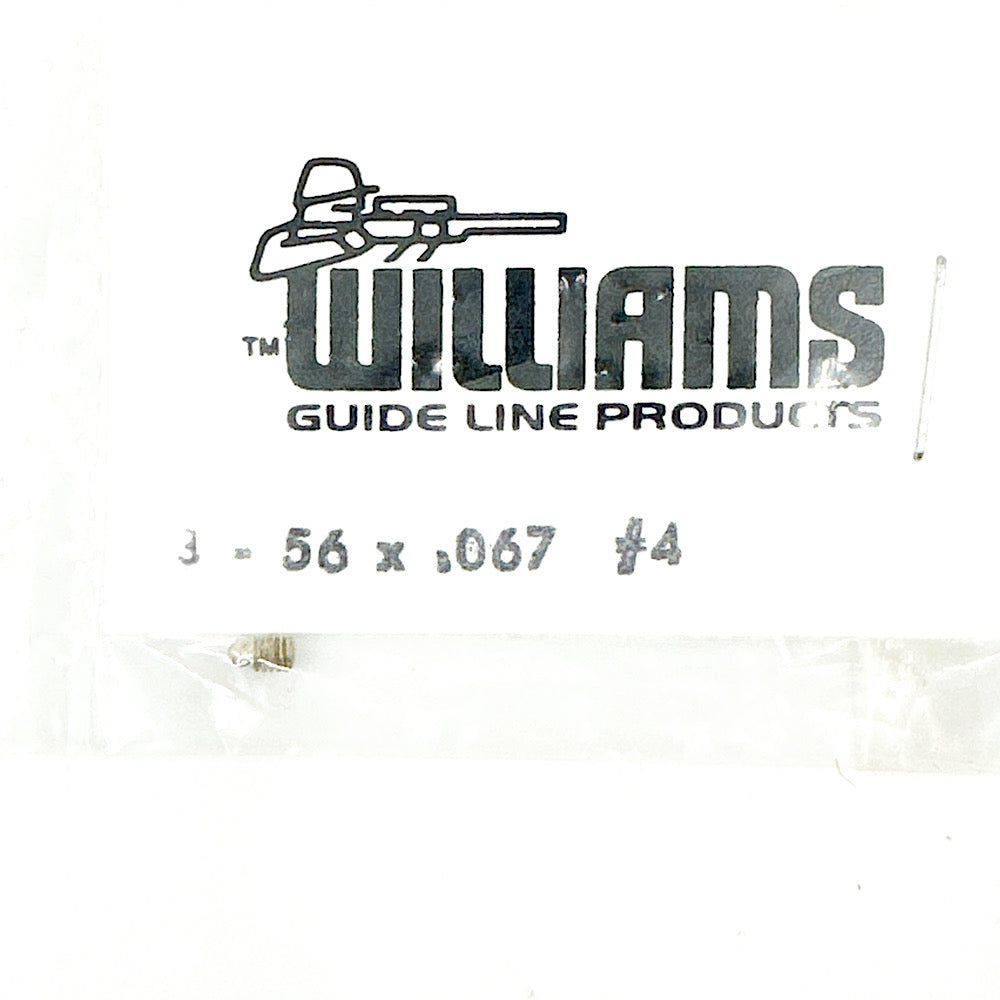 WILLIAMS
™
GUIDE LINE PRODUCTS
3 - 56 x .067 #4